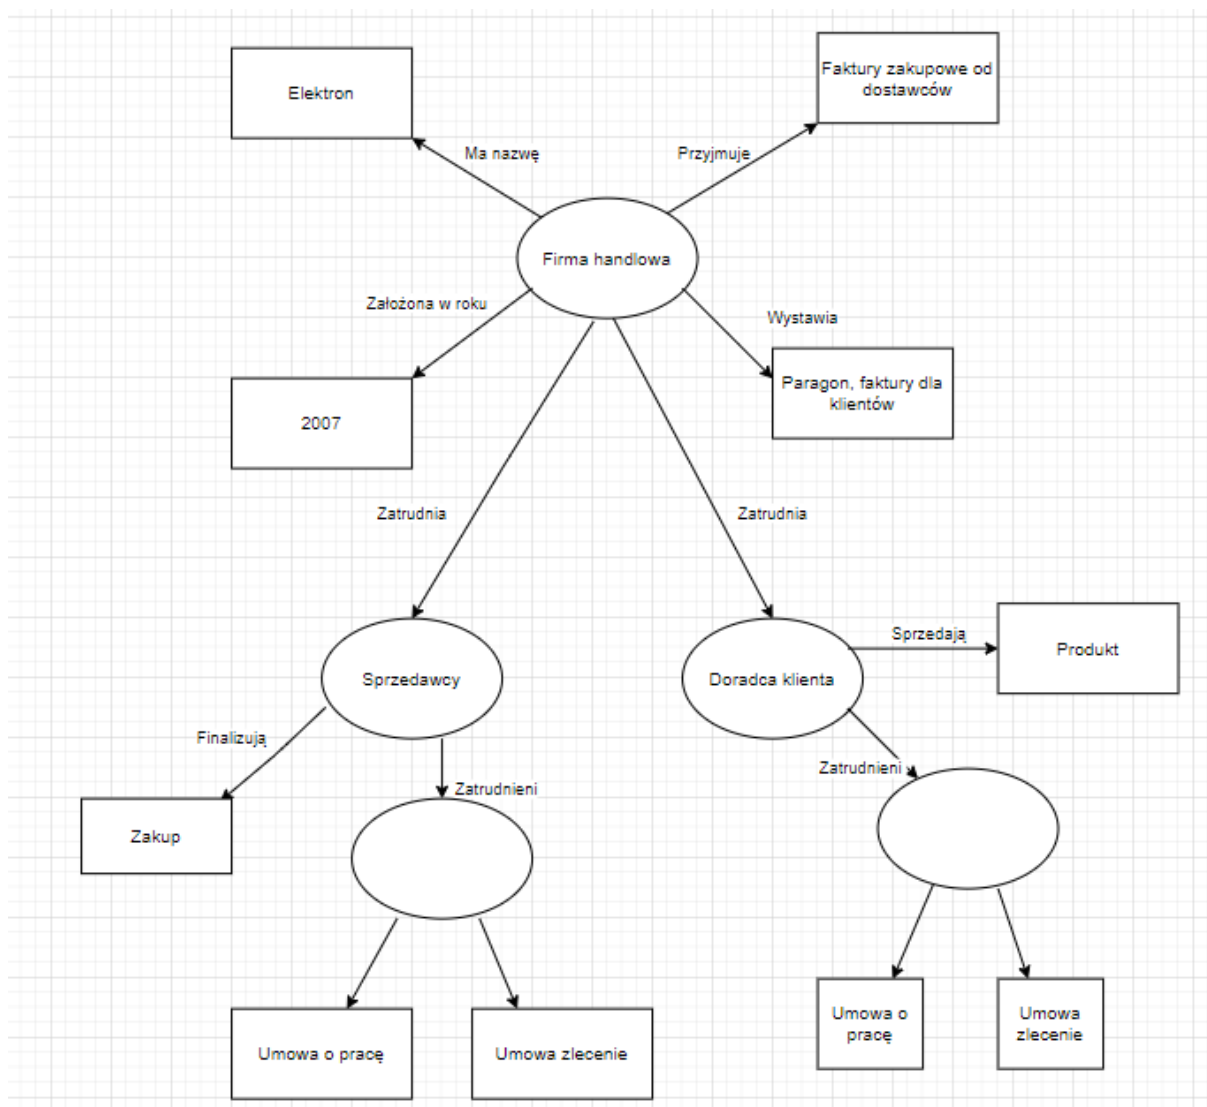 Elektron
Faktury zakupowe od
dostawców
Ma nazwę
Przyjmuje
Firma handlowa
Założona w roku
Wystawia
2007
Paragon, faktury dla
klientów
Zatrudnia
Zatrudnia
Sprzedają
Produkt
Sprzedawcy
Doradca klienta
Finalizują
Zatrudnieni
Zatrudnieni
Zakup
Umowa o
pracę
Umowa
zlecenie
Umowa o pracę
Umowa zlecenie